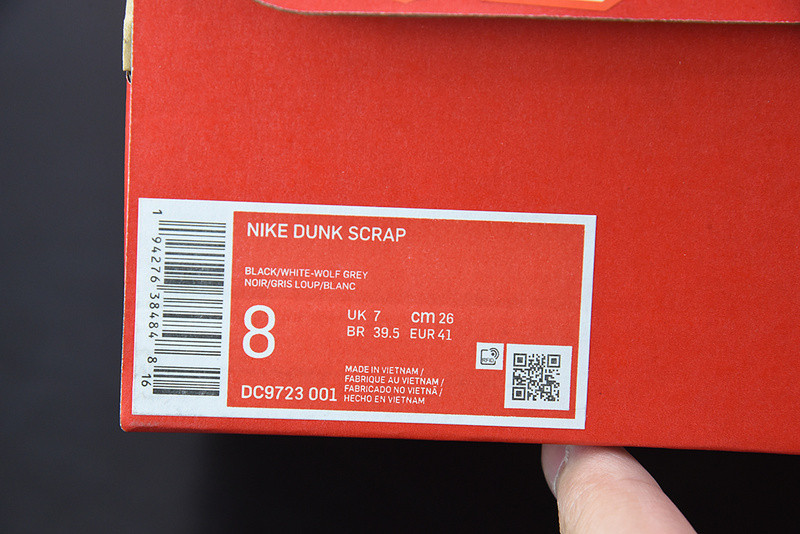 NIKE DUNK SCRAP
BLACK/WHITE-WOLF GREY
NOIR/GRIS LOUP/BLANC
8
UK 7 cm 26
BR 39.5 EUR 41
DC9723 001
MADE IN VIETNAM /
FABRIQUE AU VIETNAM /
FABRICADO NO VIETNÃ /
HECHO EN VIETNAM
RFID
1 94276 38484 8 16